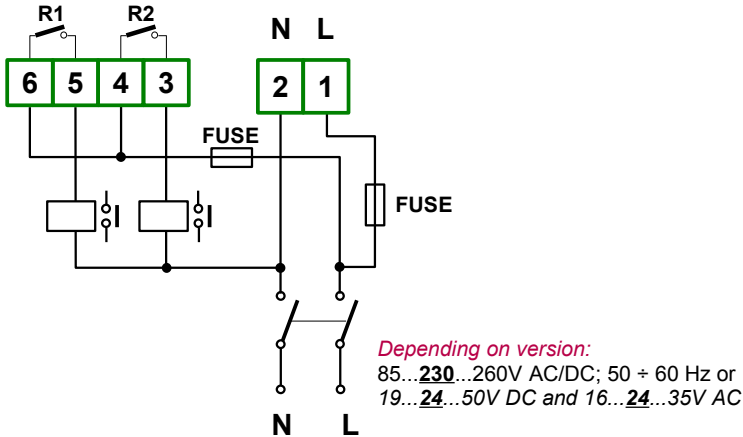 R1 R2
N L
6 5 4 3 2 1
FUSE
FUSE
Depending on version:
85...230...260V AC/DC; 50 ÷ 60 Hz or
19...24...50V DC and 16...24...35V AC
N L